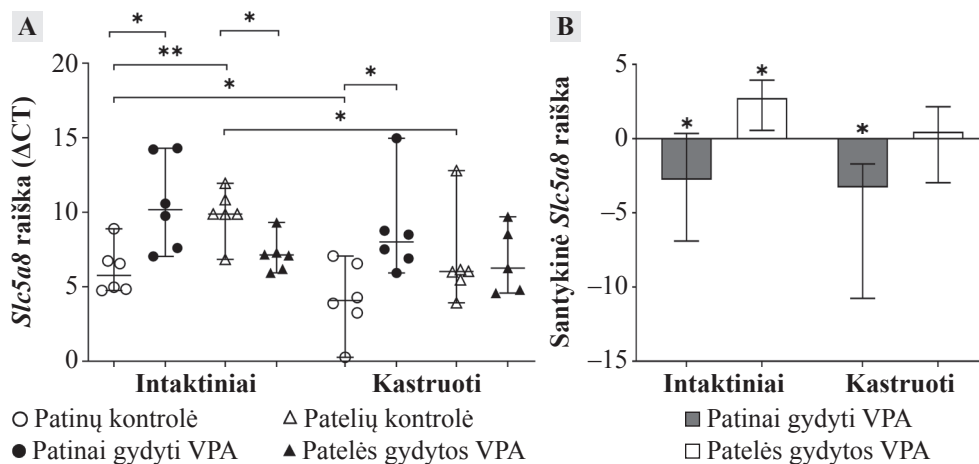 A
B
Slc5a8 raiška (ΔCT)
20
15
10
5
0
*
*
**
*
*
*
Intaktiniai
Kastruoti
○ Patinų kontrolė
△ Patelių kontrolė
● Patinai gydyti VPA
▲ Patelės gydytos VPA
Santykinė Slc5a8 raiška
5
0
−5
−10
−15
*
*
*
Intaktiniai
Kastruoti
Patinai gydyti VPA
Patelės gydytos VPA